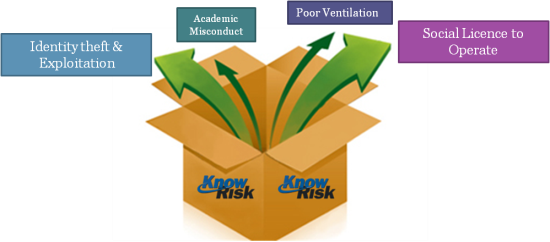 Identity theft &
Exploitation
Academic
Misconduct
Poor Ventilation
Social Licence to
Operate
Know
Risk
Know
Risk